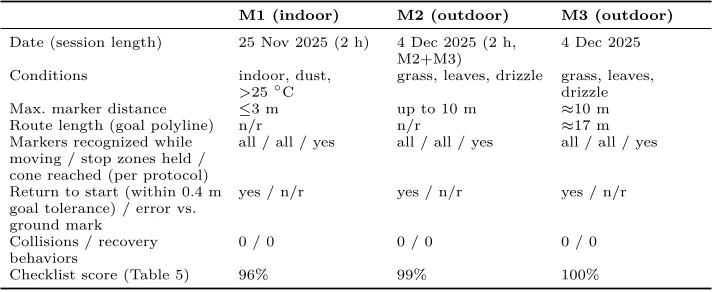 M1 (indoor) M2 (outdoor) M3 (outdoor)
Date (session length) 25 Nov 2025 (2 h) 4 Dec 2025 (2 h, 4 Dec 2025
M2+M3)
Conditions indoor, dust, grass, leaves, drizzle grass, leaves,
>25 °C drizzle
Max. marker distance ≤3 m up to 10 m ≈10 m
Route length (goal polyline) n/r n/r ≈17 m
Markers recognized while all / all / yes all / all / yes all / all / yes
moving / stop zones held /
cone reached (per protocol)
Return to start (within 0.4 m yes / n/r yes / n/r yes / n/r
goal tolerance) / error vs.
ground mark
Collisions / recovery 0 / 0 0 / 0 0 / 0
behaviors
Checklist score (Table 5) 96% 99% 100%